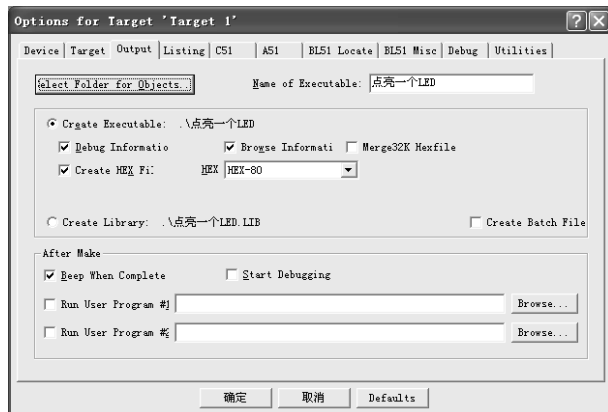 Options for Target 'Target 1'
Device Target Output Listing C51 A51 BL51 Locate BL51 Misc Debug Utilities
elect Folder for Objects.. Name of Executable: 点亮一个LED
Create Executable: .\点亮一个LED
Debug Informatio Browse Informati Merge32K Hexfile
Create HEX Fi: HEX HEX-80
Create Library: .\点亮一个LED.LIB Create Batch File
After Make
Beep When Complete Start Debugging
Run User Program #1 Browse...
Run User Program #2 Browse...
确定 取消 Defaults